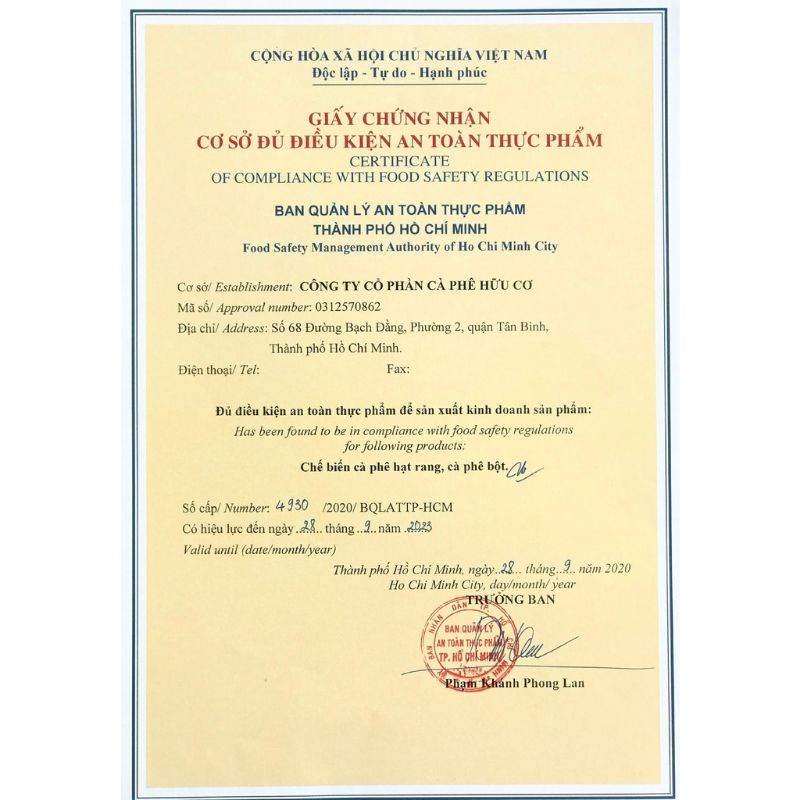 CỘNG HÒA XÃ HỘI CHỦ NGHĨA VIỆT NAM
Độc lập - Tự do - Hạnh phúc
GIẤY CHỨNG NHẬN
CƠ SỞ ĐỦ ĐIỀU KIỆN AN TOÀN THỰC PHẨM
CERTIFICATE
OF COMPLIANCE WITH FOOD SAFETY REGULATIONS
BAN QUẢN LÝ AN TOÀN THỰC PHẨM
THÀNH PHỐ HỒ CHÍ MINH
Food Safety Management Authority of Ho Chi Minh City
Cơ sở/ Establishment: CÔNG TY CỔ PHẦN CÀ PHÊ HỮU CƠ
Mã số/ Approval number: 0312570862
Địa chỉ/ Address: Số 68 Đường Bạch Đằng, Phường 2, quận Tân Bình,
Thành phố Hồ Chí Minh.
Điện thoại/ Tel: Fax:
Đủ điều kiện an toàn thực phẩm để sản xuất kinh doanh sản phẩm:
Has been found to be in compliance with food safety regulations
for following products:
Chế biến cà phê hạt rang, cà phê bột.
Số cấp/ Number: 4930 /2020/ BQLATTP-HCM
Có hiệu lực đến ngày 28 tháng 9 năm 2023
Valid until (date/month/year)
Thành phố Hồ Chí Minh, ngày 28 tháng 9 năm 2020
Ho Chi Minh City, day/month/ year
TRƯỞNG BAN
BAN QUẢN LÝ
AN TOÀN THỰC PHẨM
TP. HỒ CHÍ MINH
Phạm Khánh Phong Lan